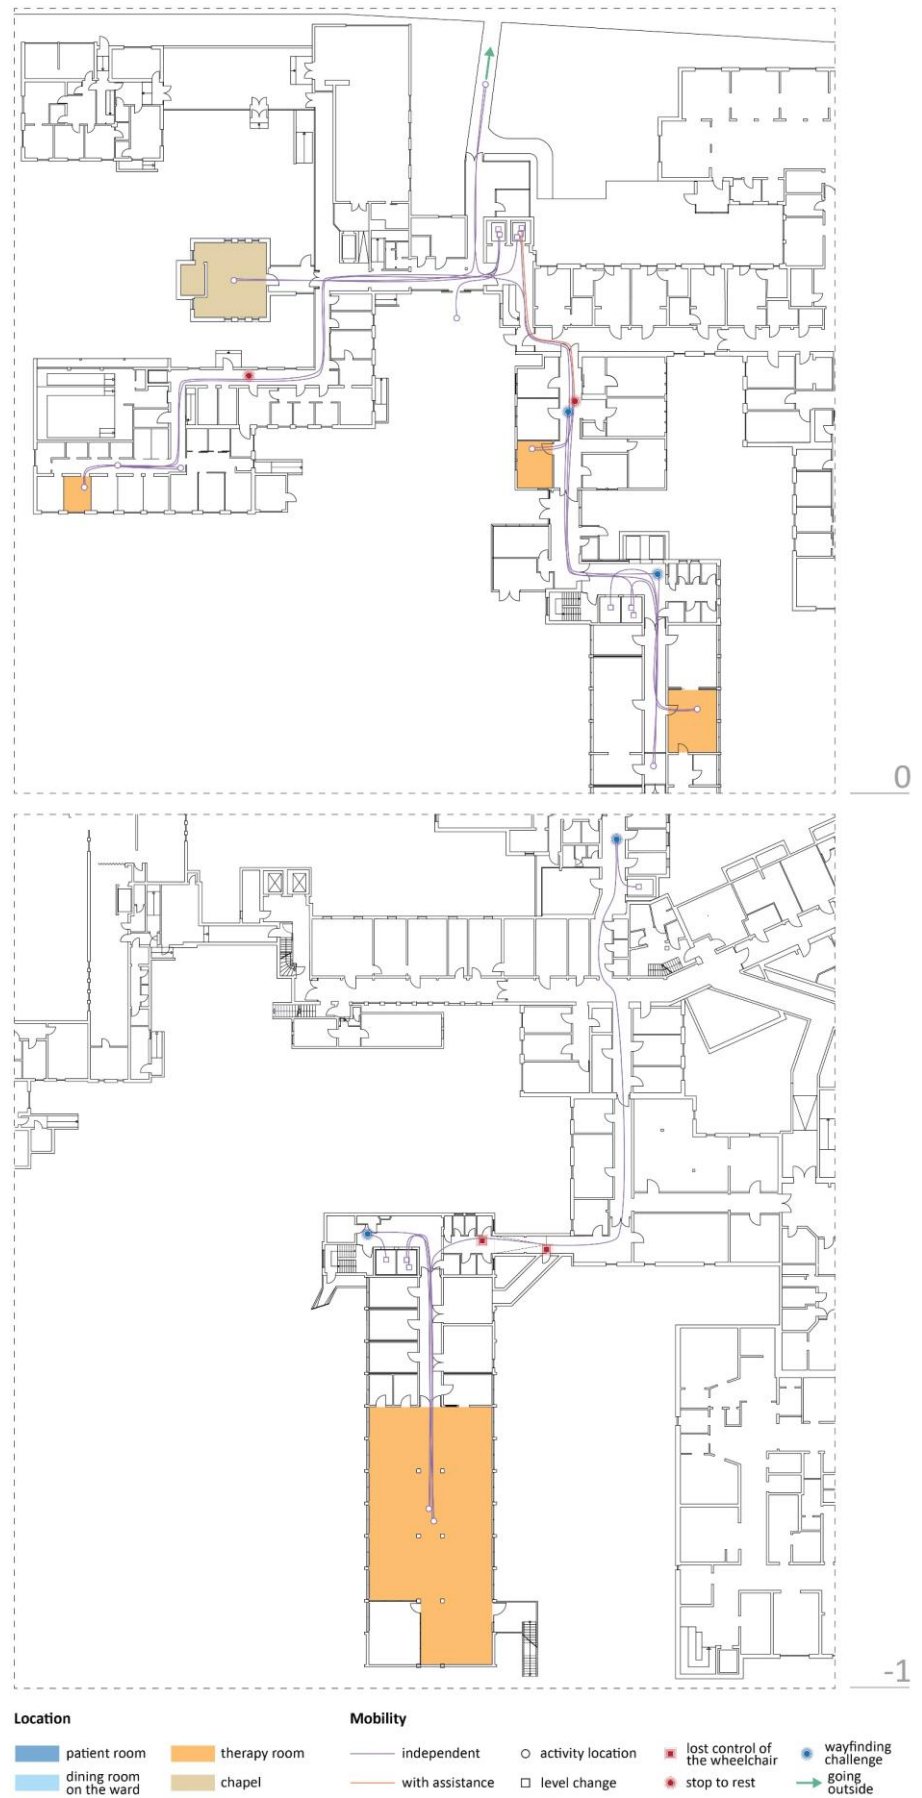 0
-1
Location
Mobility
patient room
therapy room
independent
activity location
lost control of
the wheelchair
wayfinding
challenge
dining room
on the ward
chapel
with assistance
level change
stop to rest
going
outside